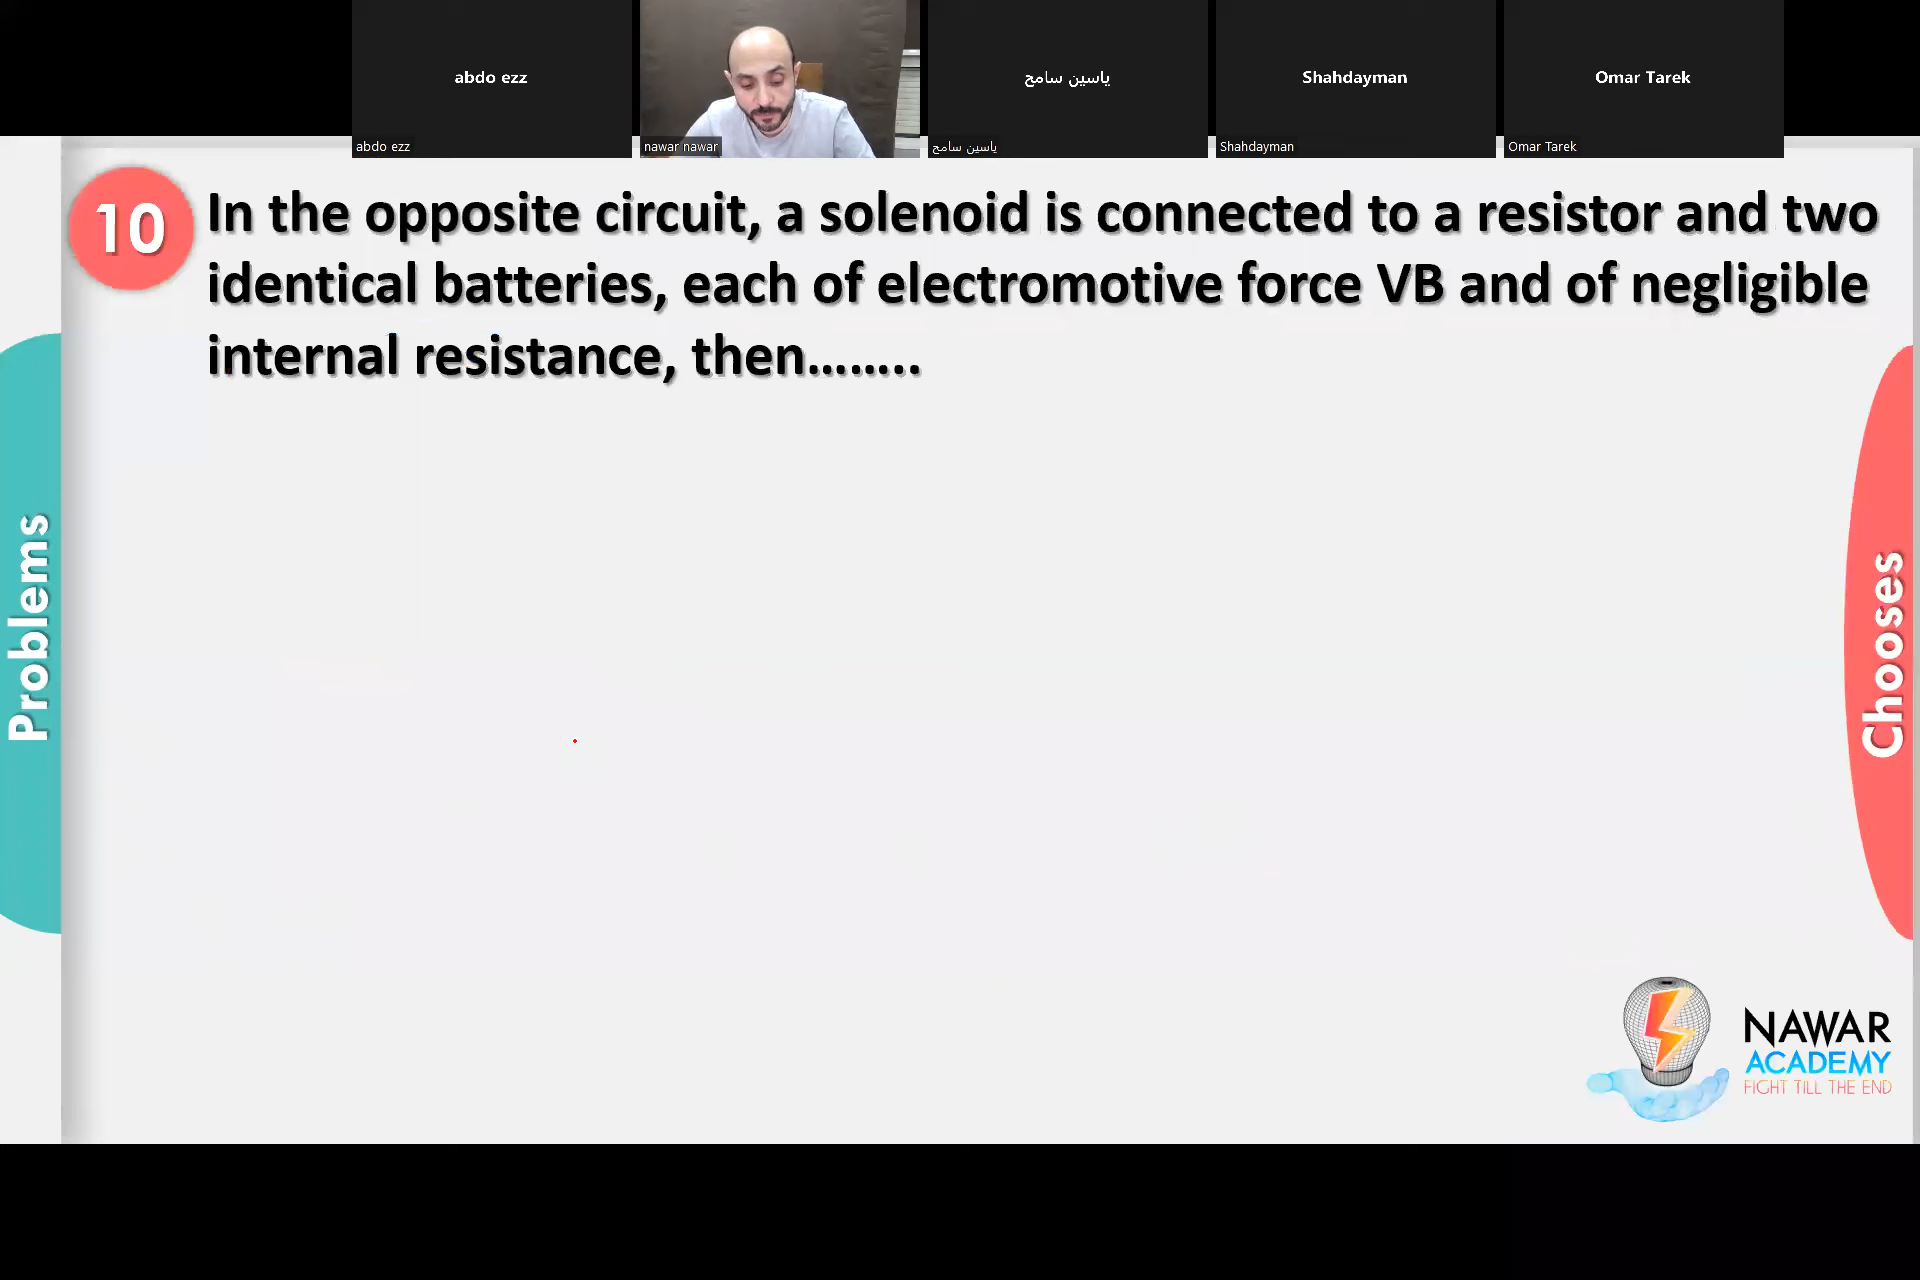 abdo ezz
ياسين سامح
Shahdayman
Omar Tarek
abdo ezz
nawar nawar
ياسين سامح
Shahdayman
Omar Tarek
10
In the opposite circuit, a solenoid is connected to a resistor and two
identical batteries, each of electromotive force VB and of negligible
internal resistance, then……..
Problems
Chooses
NAWAR
ACADEMY
FIGHT TILL THE END